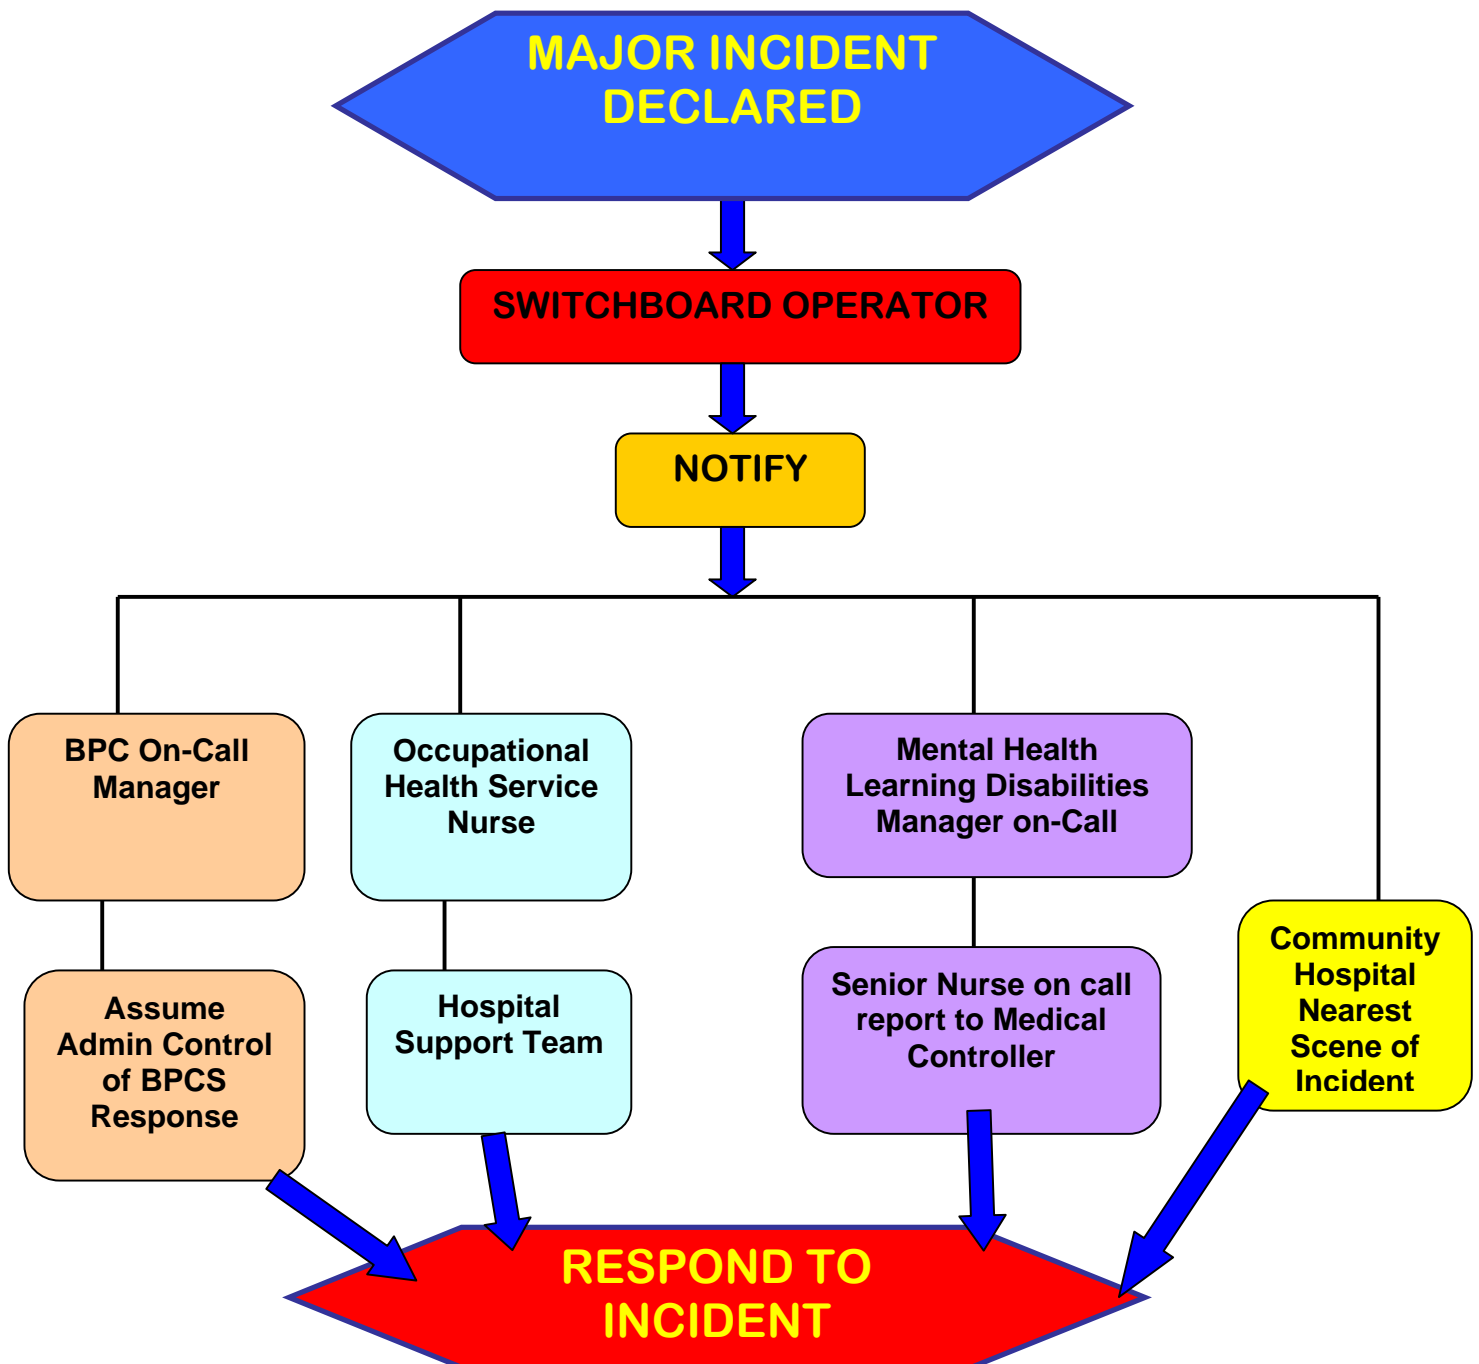 MAJOR INCIDENT
DECLARED
SWITCHBOARD OPERATOR
NOTIFY
BPC On-Call
Manager
Occupational
Health Service
Nurse
Mental Health
Learning Disabilities
Manager on-Call
Community
Hospital
Nearest
Scene of
Incident
Assume
Admin Control
of BPCS
Response
Hospital
Support Team
Senior Nurse on call
report to Medical
Controller
RESPOND TO
INCIDENT